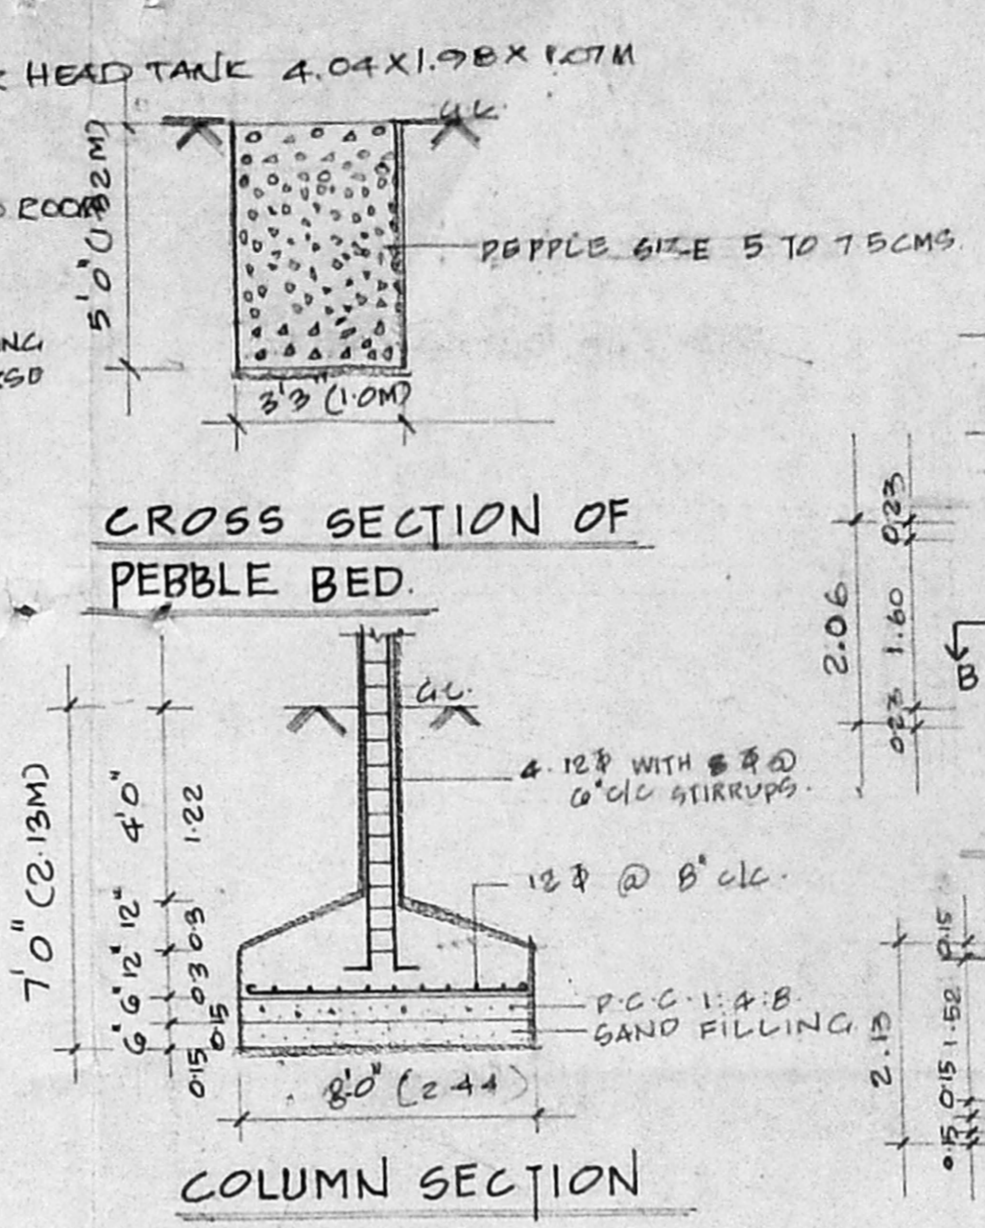 HEAD TANK 4.04X1.98X1.07M
G.L.
5'0"(1.52M)
ROOF
PEPPLE SIZE 5 TO 7 5CMS.
3'3"(1.0M)
CROSS SECTION OF
PEBBLE BED.
G.L.
4.12Φ WITH 8 Φ @
6"C/C STIRRUPS.
12Φ @ 8"C/C.
P.C.C.1:4:8.
SAND FILLING.
7'0"(2.13M)
4'0"
12"
12"
6"
6"
1.22
0.3
0.3
0.15
0.15
8'0"(2.44)
COLUMN SECTION
0.23
2.06
1.60
0.23
B
0.15
2.13
1.52
0.15
0.15